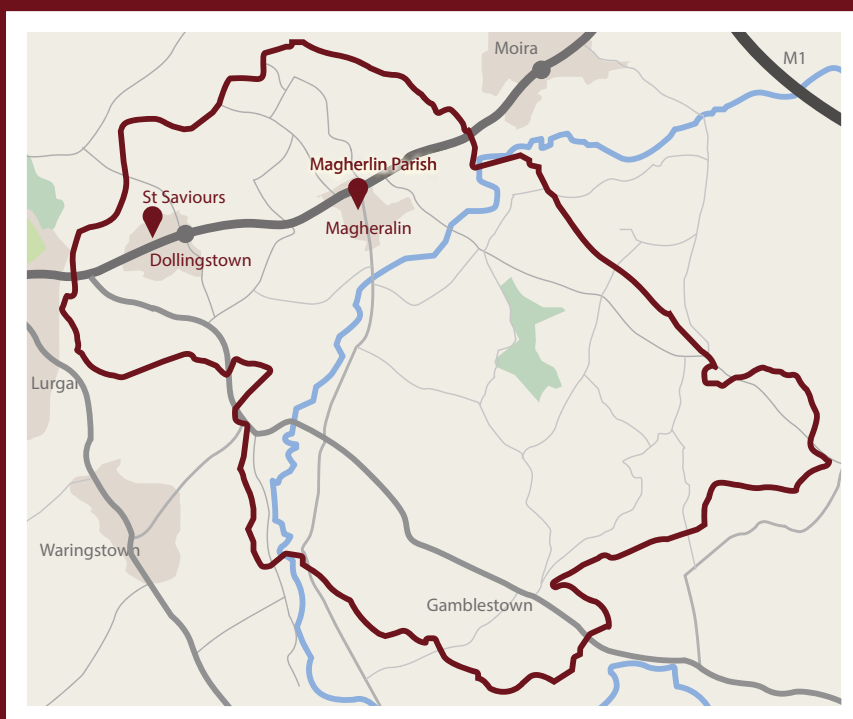 Moira
M1
Magherlin Parish
St Saviours
Magheralin
Dollingstown
Lurgan
Waringstown
Gamblestown